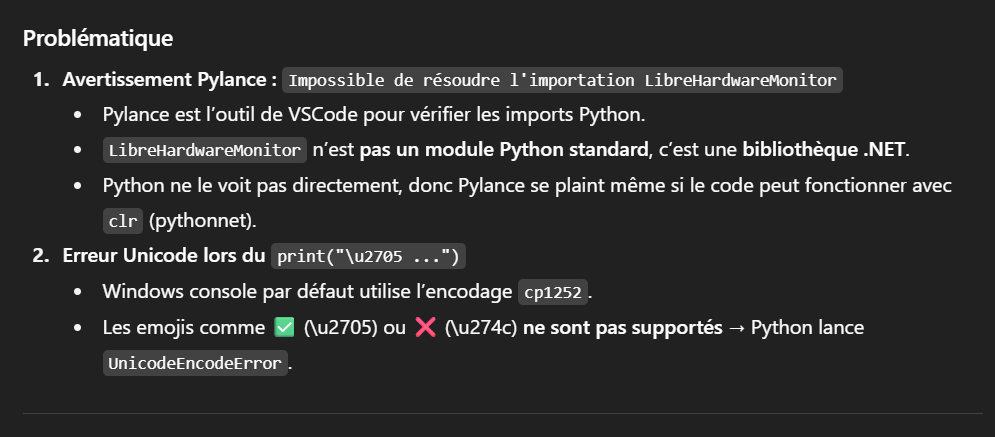 Problématique
1. Avertissement Pylance : Impossible de résoudre l'importation LibreHardwareMonitor
• Pylance est l’outil de VSCode pour vérifier les imports Python.
• LibreHardwareMonitor n’est pas un module Python standard, c’est une bibliothèque .NET.
• Python ne le voit pas directement, donc Pylance se plaint même si le code peut fonctionner avec
clr (pythonnet).
2. Erreur Unicode lors du print("\u2705 ...")
• Windows console par défaut utilise l’encodage cp1252.
• Les emojis comme ✅ (\u2705) ou ❌ (\u274c) ne sont pas supportés → Python lance
UnicodeEncodeError.